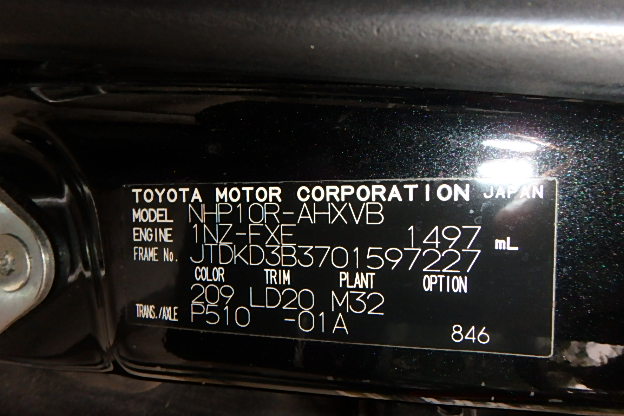 TOYOTA MOTOR CORPORATION JAPAN
MODEL NHP10R-AHXVB
ENGINE 1NZ-FXE 1497 mL
FRAME No. JTDKD3B3701597227
COLOR TRIM PLANT OPTION
209 LD20 M32
TRANS./AXLE P510 -01A
846